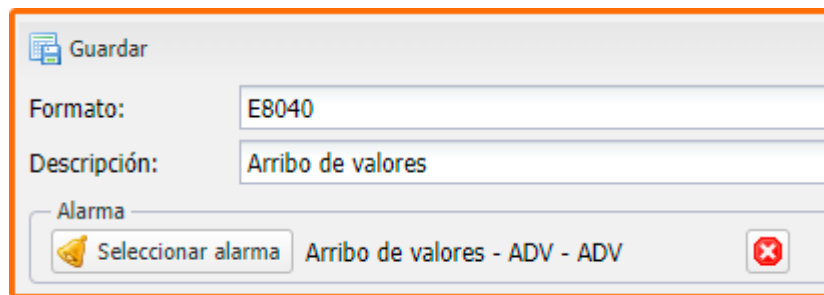 Guardar
Formato: E8040
Descripción: Arribo de valores
Alarma
Seleccionar alarma Arribo de valores - ADV - ADV